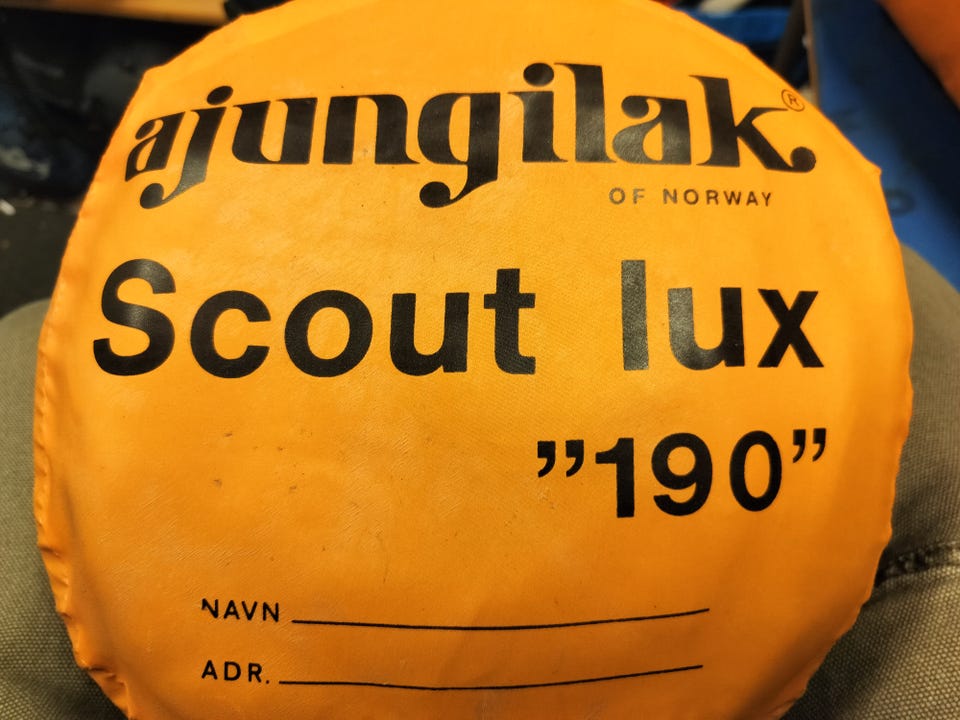 ajungilak®
OF NORWAY
Scout lux
”190”
NAVN
ADR.